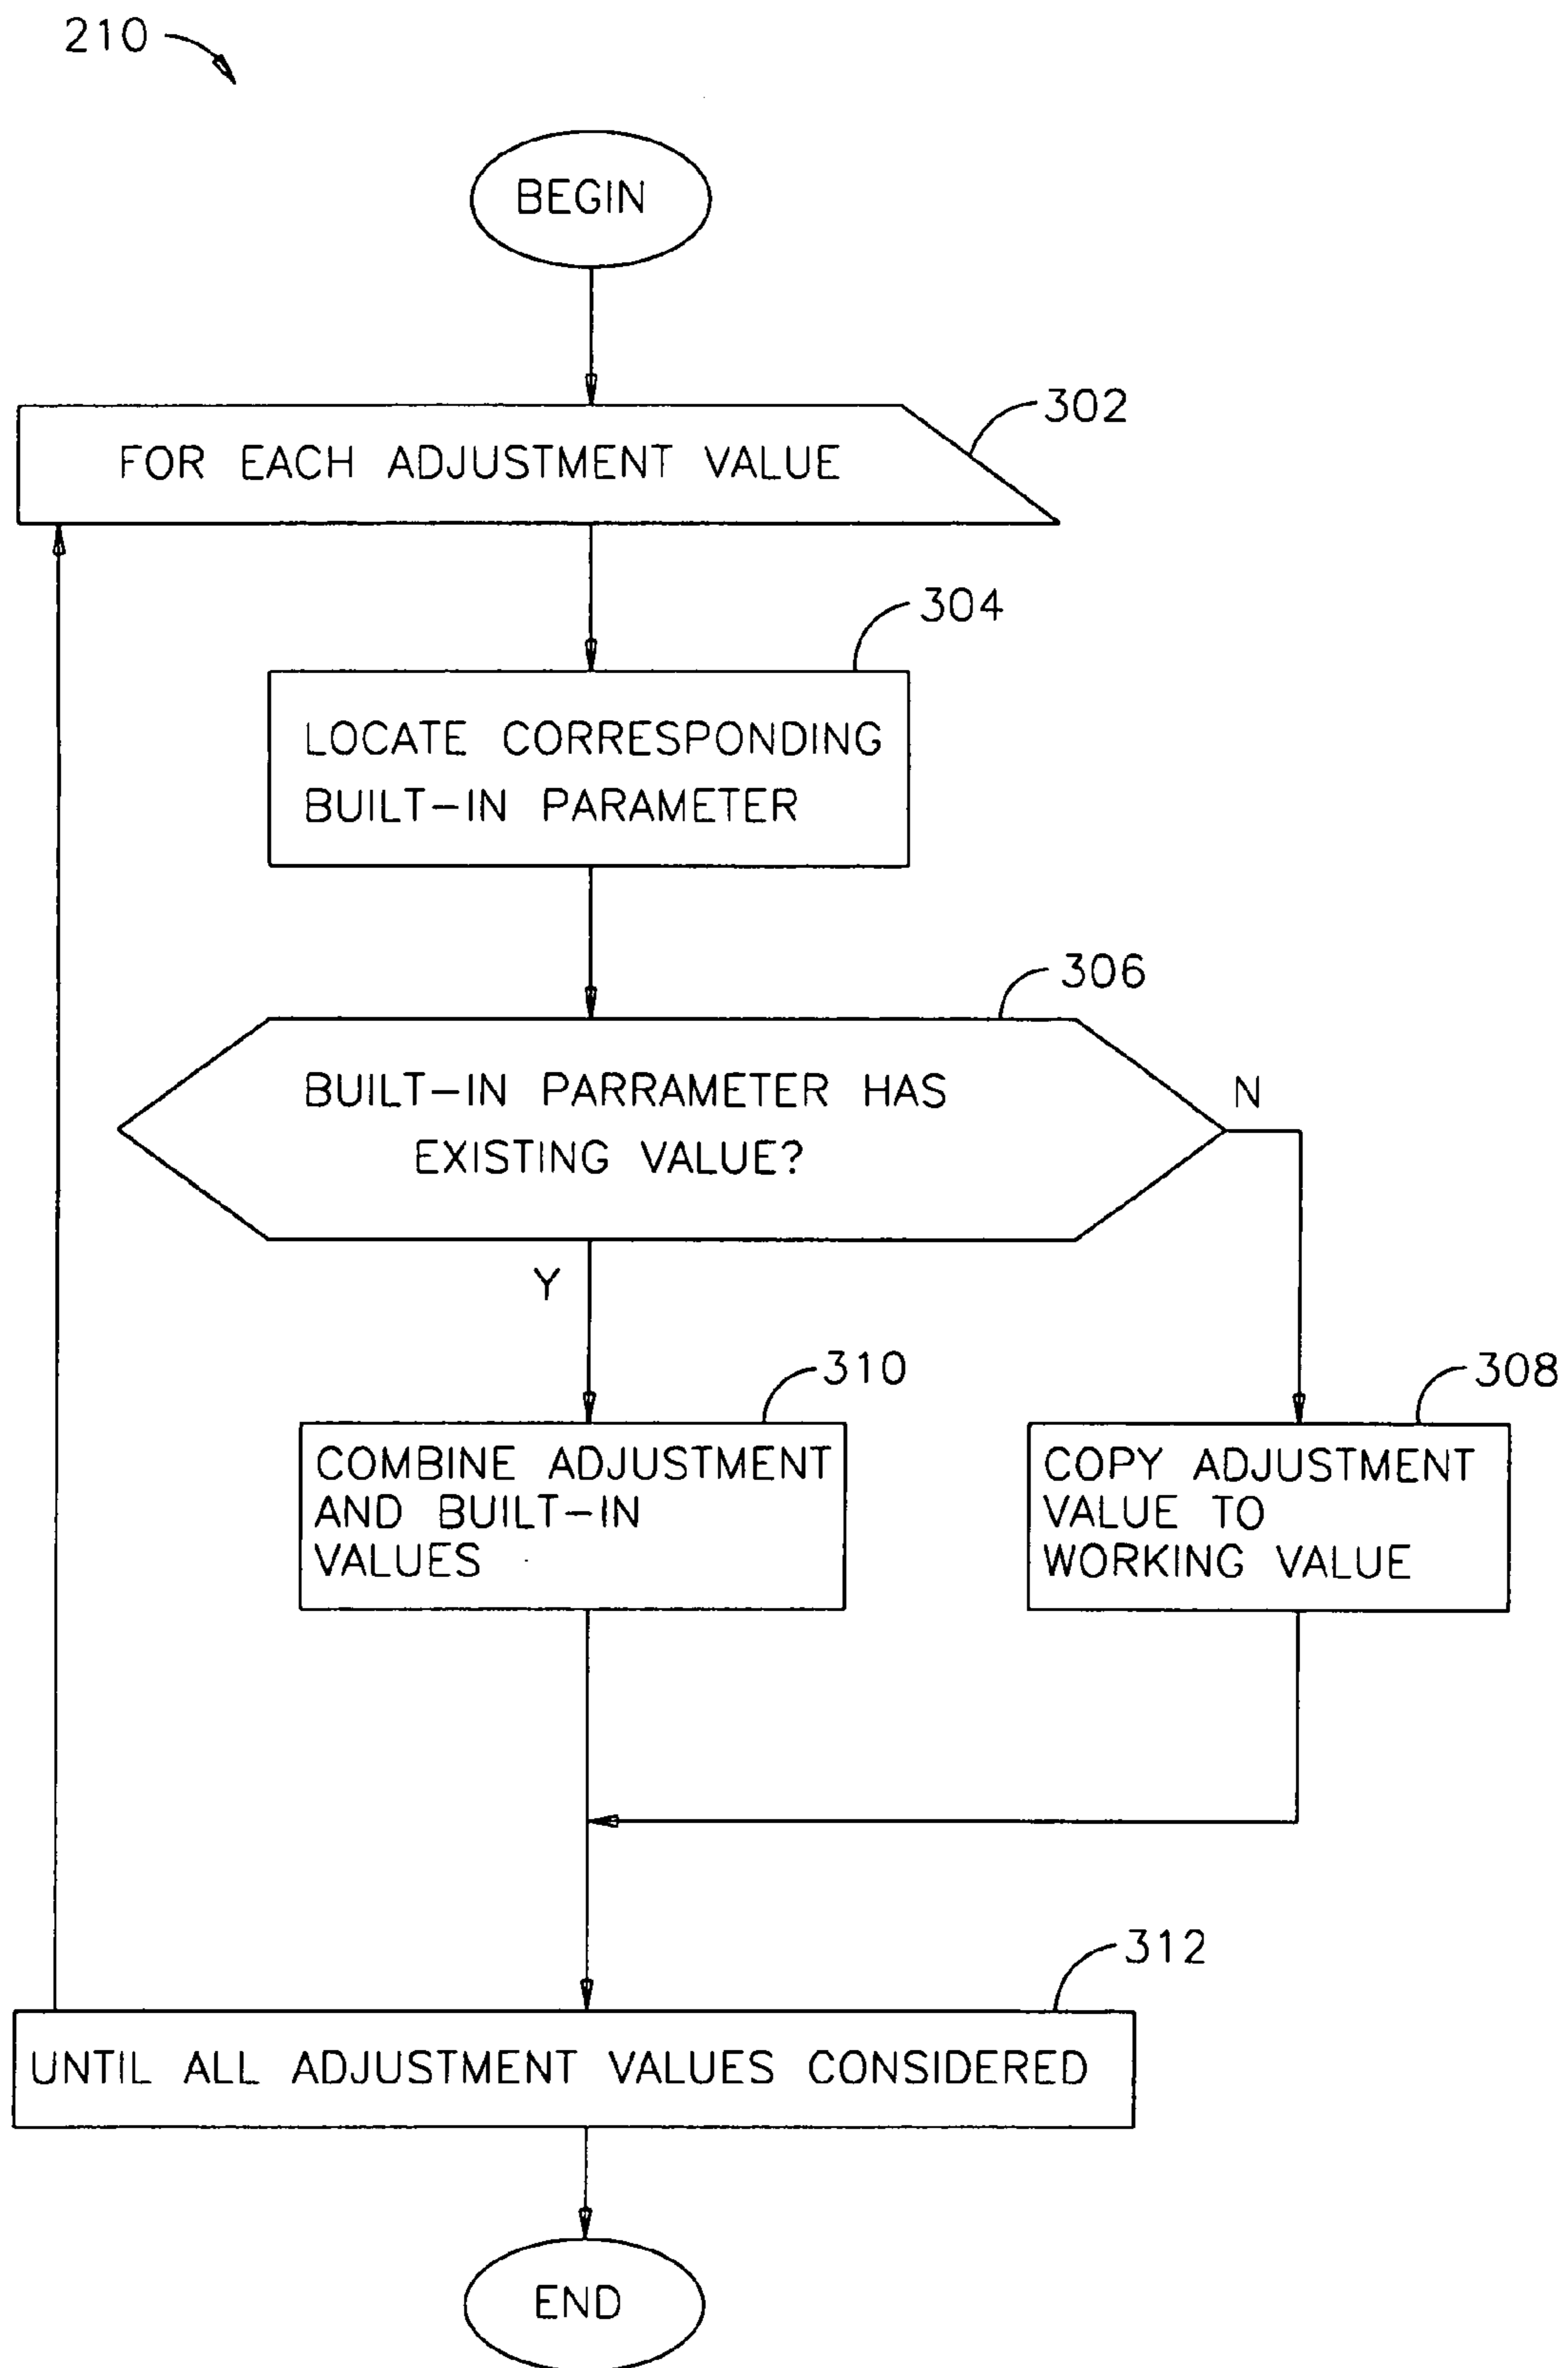 210
BEGIN
FOR EACH ADJUSTMENT VALUE
302
304
LOCATE CORRESPONDING
BUILT-IN PARAMETER
306
BUILT-IN PARRAMETER HAS
EXISTING VALUE?
N
Y
310
COMBINE ADJUSTMENT
AND BUILT-IN
VALUES
308
COPY ADJUSTMENT
VALUE TO
WORKING VALUE
312
UNTIL ALL ADJUSTMENT VALUES CONSIDERED
END